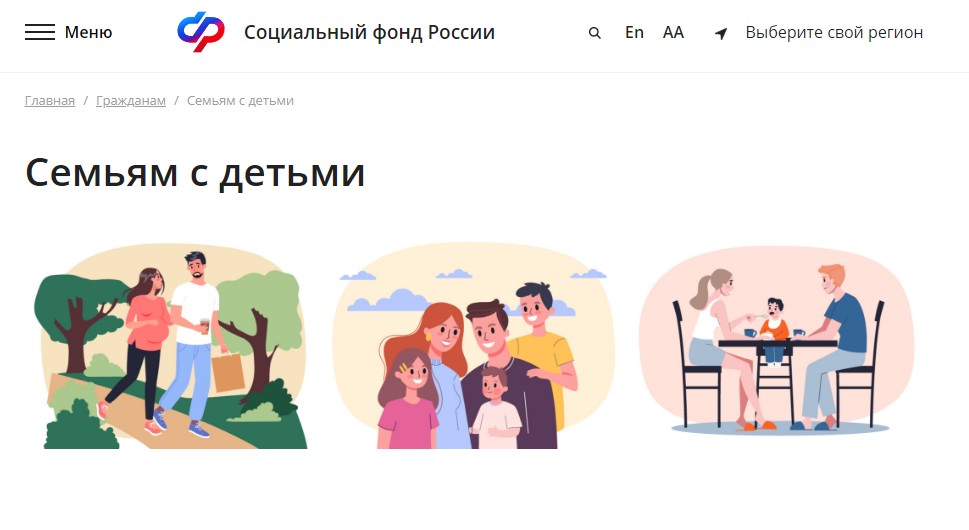 Меню Социальный фонд России En AA Выберите свой регион
Главная / Гражданам / Семьям с детьми
Семьям с детьми